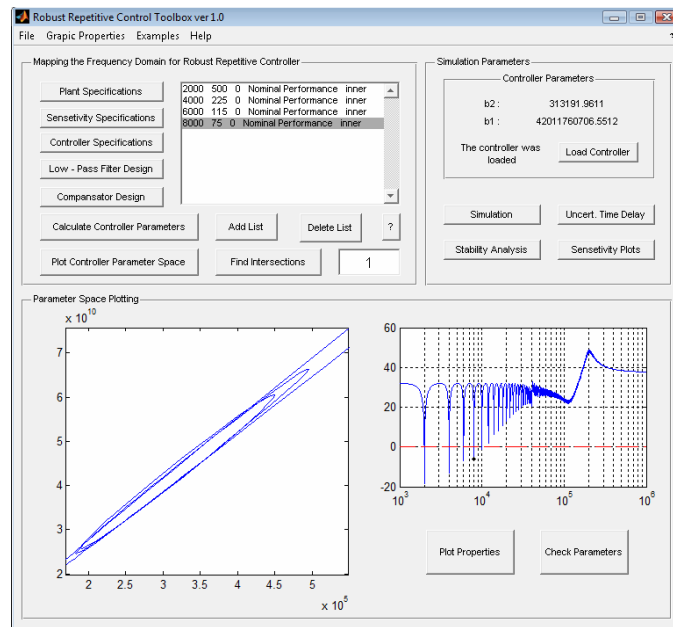 Robust Repetitive Control Toolbox ver 1.0
File Grapic Properties Examples Help
Mapping the Frequency Domain for Robust Repetitive Controller
Plant Specifications
Sensetivity Specifications
Controller Specifications
Low - Pass Filter Design
Compansator Design
2000 500 0 Nominal Performance inner
4000 225 0 Nominal Performance inner
6000 115 0 Nominal Performance inner
8000 75 0 Nominal Performance inner
Calculate Controller Parameters
Add List
Delete List
?
Plot Controller Parameter Space
Find Intersections
1
Simulation Parameters
Controller Parameters
b2 : 313191.9611
b1 : 42011760706.5512
The controller was
loaded
Load Controller
Simulation
Uncert. Time Delay
Stability Analysis
Sensetivity Plots
Parameter Space Plotting
x 10^10
7
6
5
4
3
2
2 2.5 3 3.5 4 4.5 5
x 10^5
60
40
20
0
-20
10^3 10^4 10^5 10^6
Plot Properties
Check Parameters